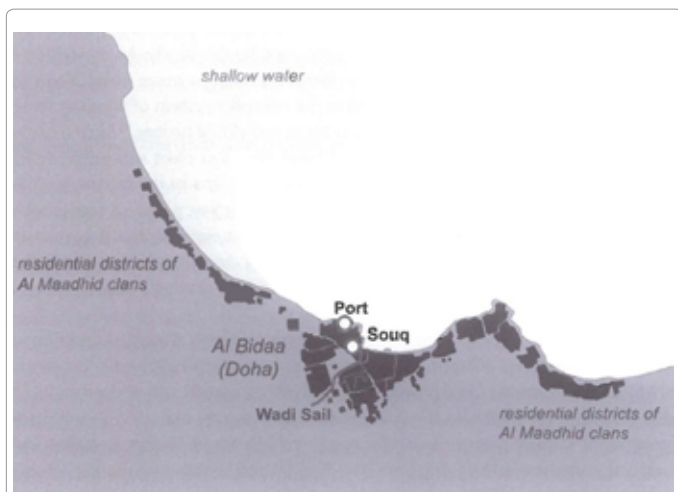 shallow water
residential districts of
Al Maadhid clans
Port
Souq
Al Bidaa
(Doha)
Wadi Sail
residential districts of
Al Maadhid clans